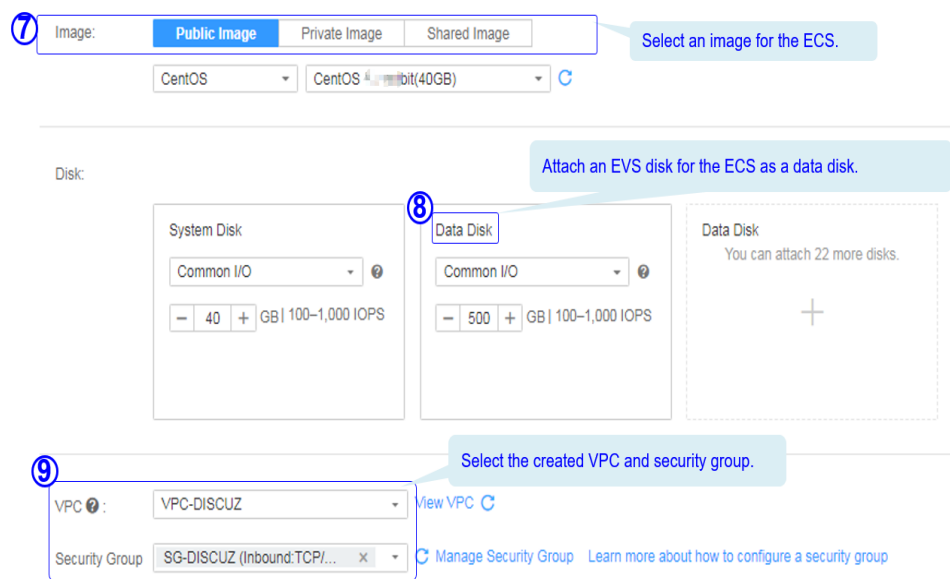 ⑦
Image:
Public Image
Private Image
Shared Image
Select an image for the ECS.
CentOS
CentOS bit(40GB)
Attach an EVS disk for the ECS as a data disk.
Disk:
⑧
System Disk
Data Disk
Data Disk
You can attach 22 more disks.
Common I/O
Common I/O
− 40 + GB | 100–1,000 IOPS
− 500 + GB | 100–1,000 IOPS
Select the created VPC and security group.
⑨
VPC ? :
VPC-DISCUZ
View VPC
Security Group
SG-DISCUZ (Inbound:TCP/... ×
Manage Security Group
Learn more about how to configure a security group